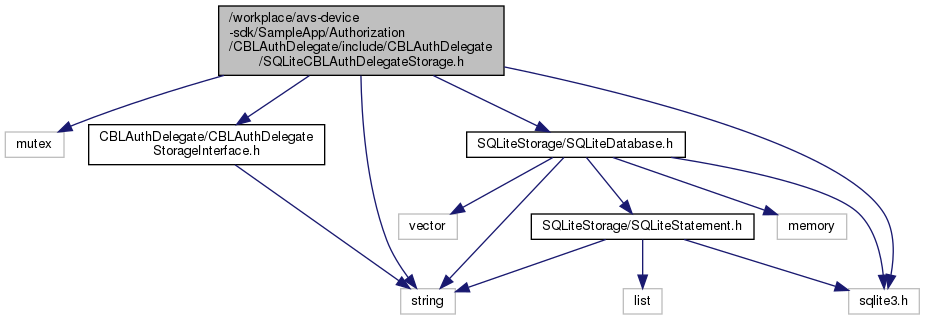 /workplace/avs-device
-sdk/SampleApp/Authorization
/CBLAuthDelegate/include/CBLAuthDelegate
/SQLiteCBLAuthDelegateStorage.h
mutex
CBLAuthDelegate/CBLAuthDelegate
StorageInterface.h
SQLiteStorage/SQLiteDatabase.h
vector
SQLiteStorage/SQLiteStatement.h
memory
string
list
sqlite3.h